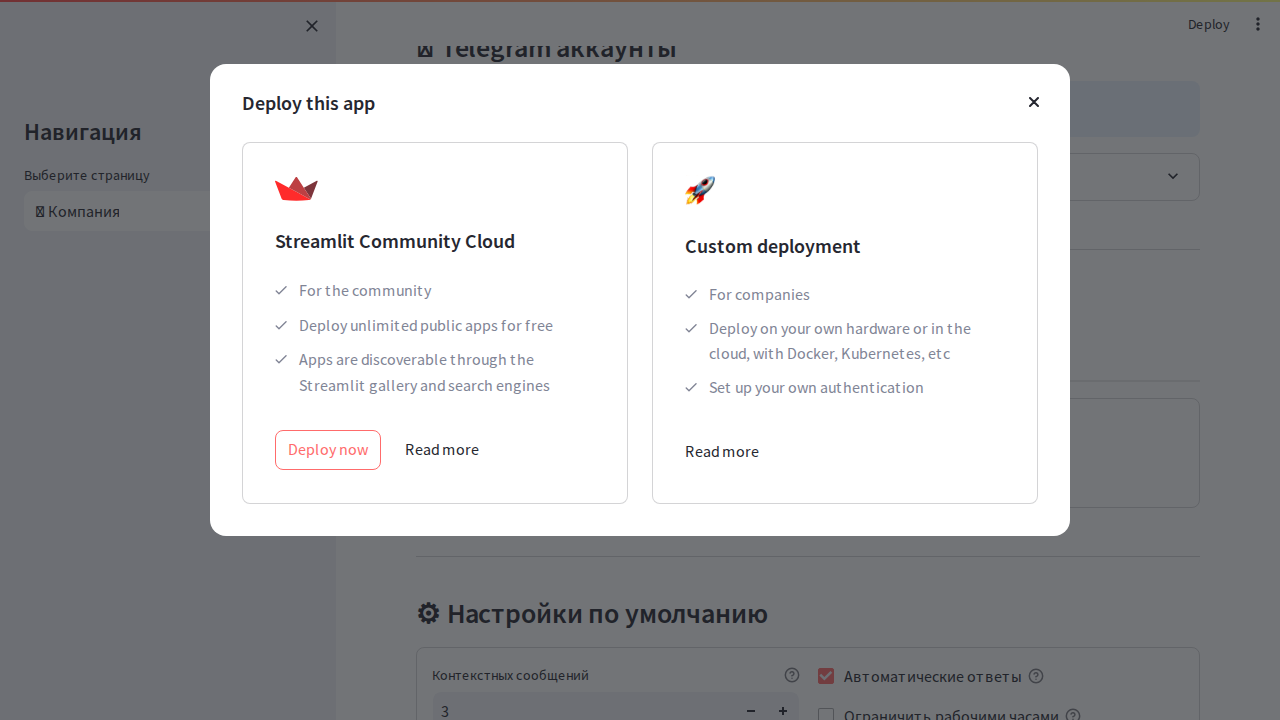 Deploy
Telegram аккаунты
Deploy this app
Навигация
Выберите страницу
Компания
Streamlit Community Cloud
For the community
Deploy unlimited public apps for free
Apps are discoverable through the
Streamlit gallery and search engines
Deploy now
Read more
Custom deployment
For companies
Deploy on your own hardware or in the
cloud, with Docker, Kubernetes, etc
Set up your own authentication
Read more
⚙ Настройки по умолчанию
Контекстных сообщений
3
Автоматические ответы
Ограничить рабочими часами